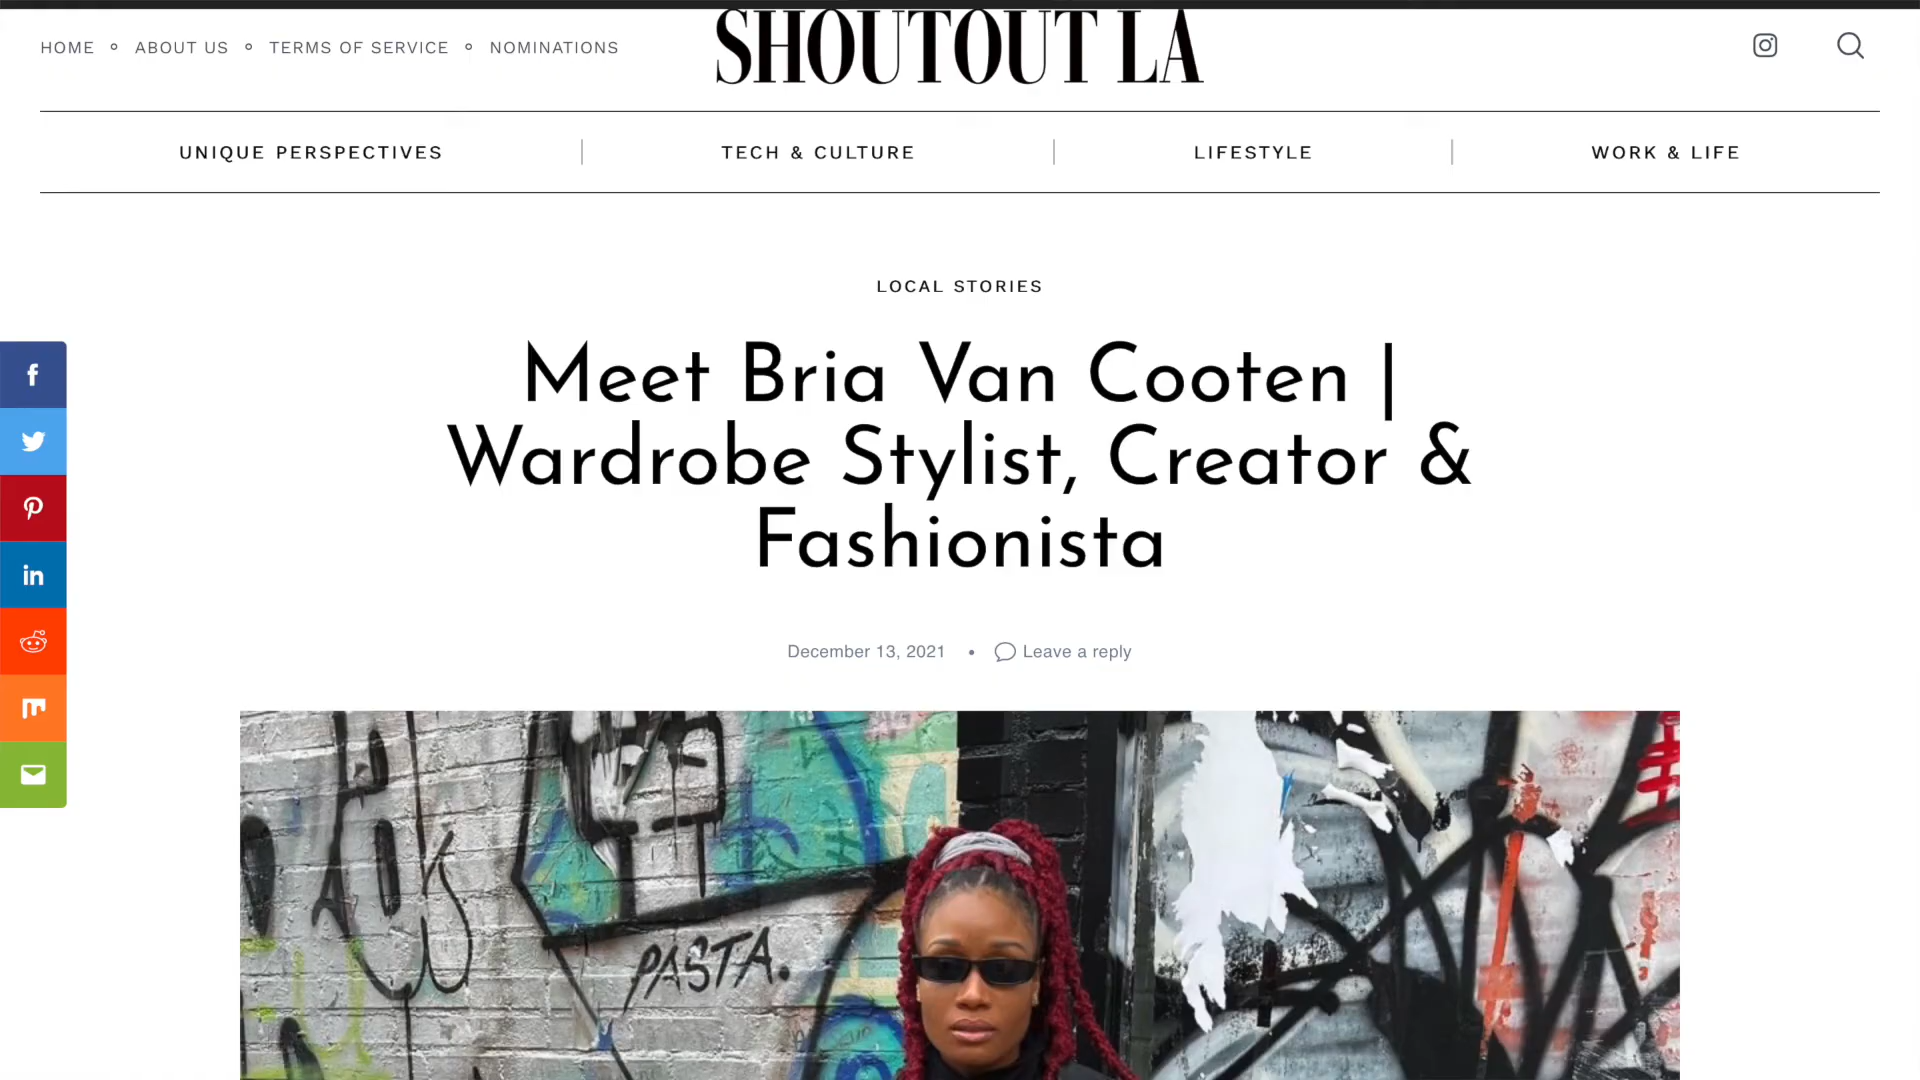 SHOUTOUT LA
HOME ABOUT US TERMS OF SERVICE NOMINATIONS
UNIQUE PERSPECTIVES TECH & CULTURE LIFESTYLE WORK & LIFE
LOCAL STORIES
Meet Bria Van Cooten |
Wardrobe Stylist, Creator &
Fashionista
December 13, 2021 • Leave a reply
f
in
PASTA.